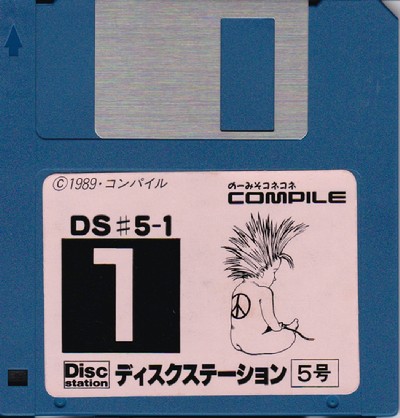 ©1989・コンパイル
のーみそコネコネ
COMPILE
DS♯5-1
1
Disc station ディスクステーション 5号